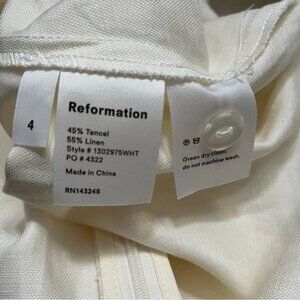 4
Reformation
45% Tencel
55% Linen
Style # 1302975WHT
PO # 4322
Made in China
RN143248
Green dry clean,
do not machine wash.